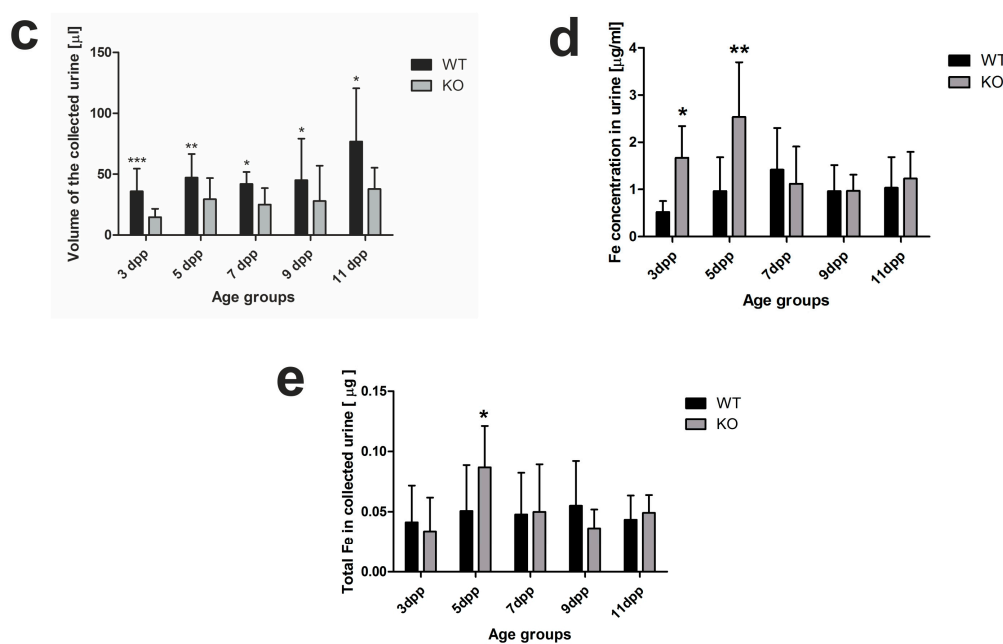 c
Volume of the collected urine [µl]
150
100
50
0
***
**
*
*
*
3 dpp
5 dpp
7 dpp
9 dpp
11 dpp
Age groups
WT
KO
d
Fe concentration in urine [µg/ml]
4
3
2
1
0
*
**
3dpp
5dpp
7dpp
9dpp
11dpp
Age groups
WT
KO
e
Total Fe in collected urine [ µg ]
0.15
0.10
0.05
0.00
*
3dpp
5dpp
7dpp
9dpp
11dpp
Age groups
WT
KO